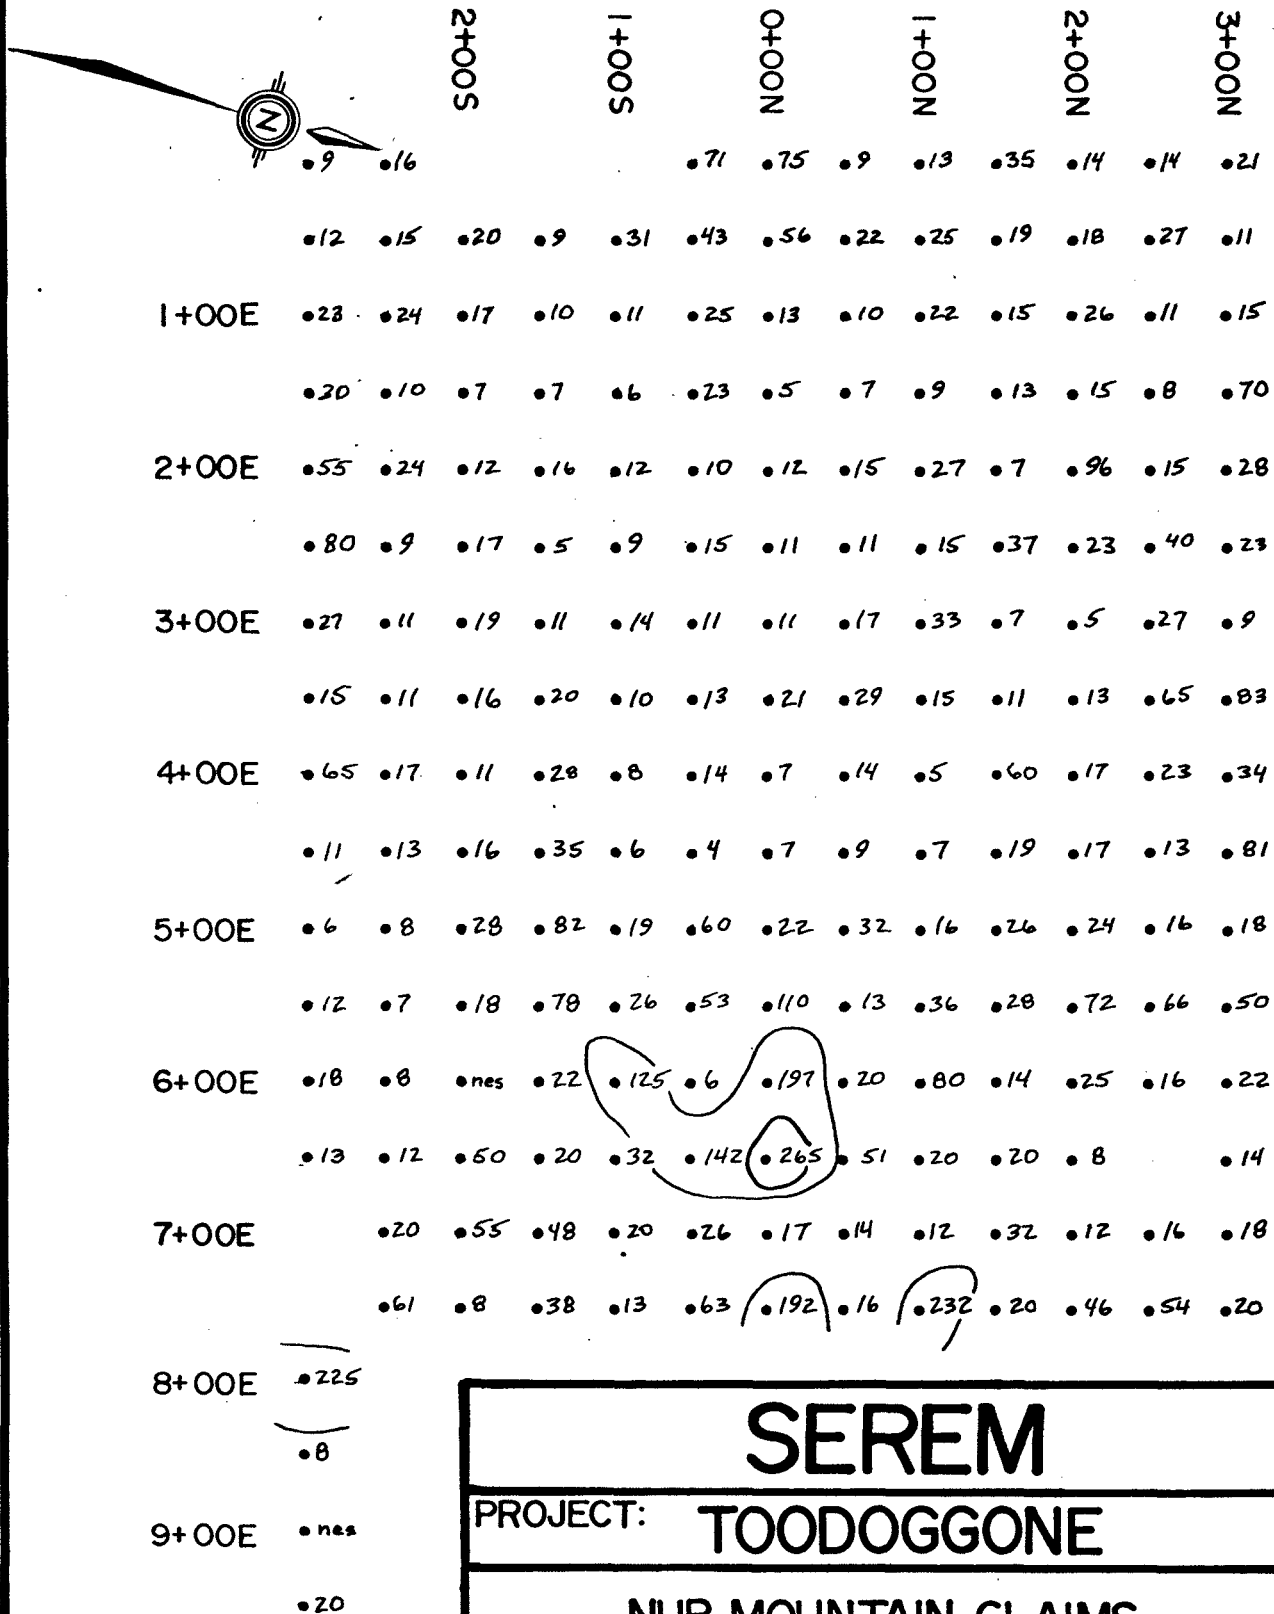 2+00S 1+00S 0+00N 1+00N 2+00N 3+00N
N
9 16 71 75 9 13 35 14 14 21
12 15 20 9 31 43 56 22 25 19 18 27 11
1+00E 23 24 17 10 11 25 13 10 22 15 26 11 15
30 10 7 7 6 23 5 7 9 13 15 8 70
2+00E 55 24 12 16 12 10 12 15 27 7 96 15 28
80 9 17 5 9 15 11 11 15 37 23 40 23
3+00E 27 11 19 11 14 11 11 17 33 7 5 27 9
15 11 16 20 10 13 21 29 15 11 13 65 83
4+00E 65 17 11 28 8 14 7 14 5 60 17 23 34
11 13 16 35 6 4 7 9 7 19 17 13 81
5+00E 6 8 28 82 19 60 22 32 16 26 24 16 18
12 7 18 78 26 53 110 13 36 28 72 66 50
6+00E 18 8 nes 22 125 6 197 20 80 14 25 16 22
13 12 50 20 32 142 265 51 20 20 8 14
7+00E 20 55 48 20 26 17 14 12 32 12 16 18
61 8 38 13 63 192 16 232 20 46 54 20
8+00E 225
8
9+00E nes
20
SEREM
PROJECT: TOODOGGONE
MOUNTAIN CLAIMS